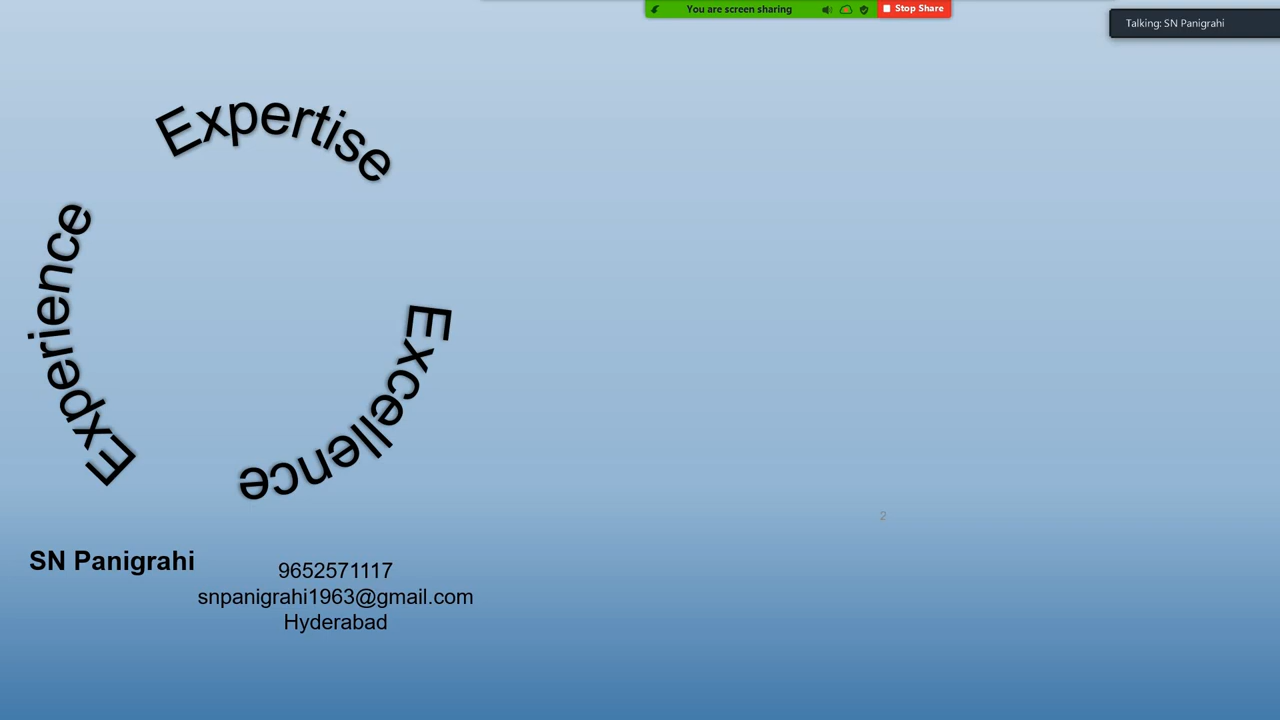 You are screen sharing
Stop Share
Talking: SN Panigrahi
Expertise
Experience
Excellence
2
SN Panigrahi
9652571117
snpanigrahi1963@gmail.com
Hyderabad